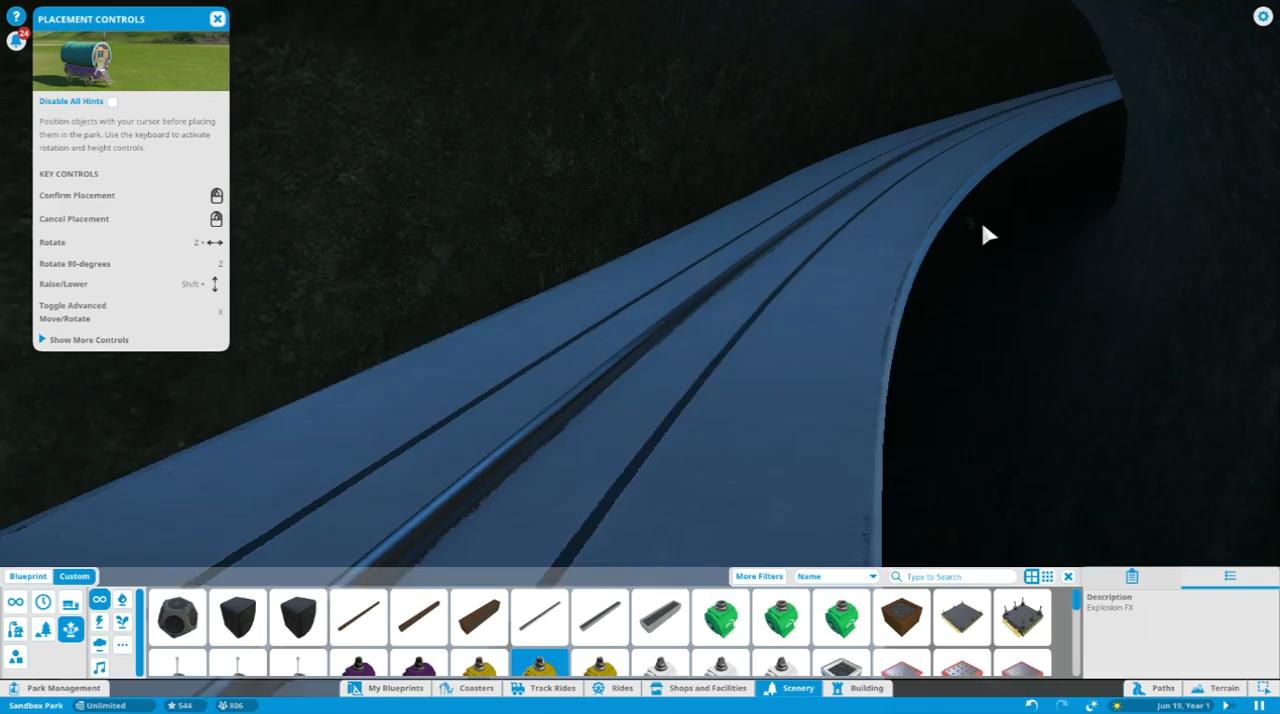 ?
PLACEMENT CONTROLS
24
Disable All Hints
Position objects with your cursor before placing
them in the park. Use the keyboard to activate
rotation and height controls.
KEY CONTROLS
Confirm Placement
Cancel Placement
Rotate Z +
Rotate 90-degrees Z
Raise/Lower Shift +
Toggle Advanced
Move/Rotate X
Show More Controls
Blueprint Custom More Filters Name Type to Search
Description
Explosion FX
Park Management My Blueprints Coasters Track Rides Rides Shops and Facilities Scenery Building Paths Terrain
Sandbox Park Unlimited 544 806 Jun 19, Year 1